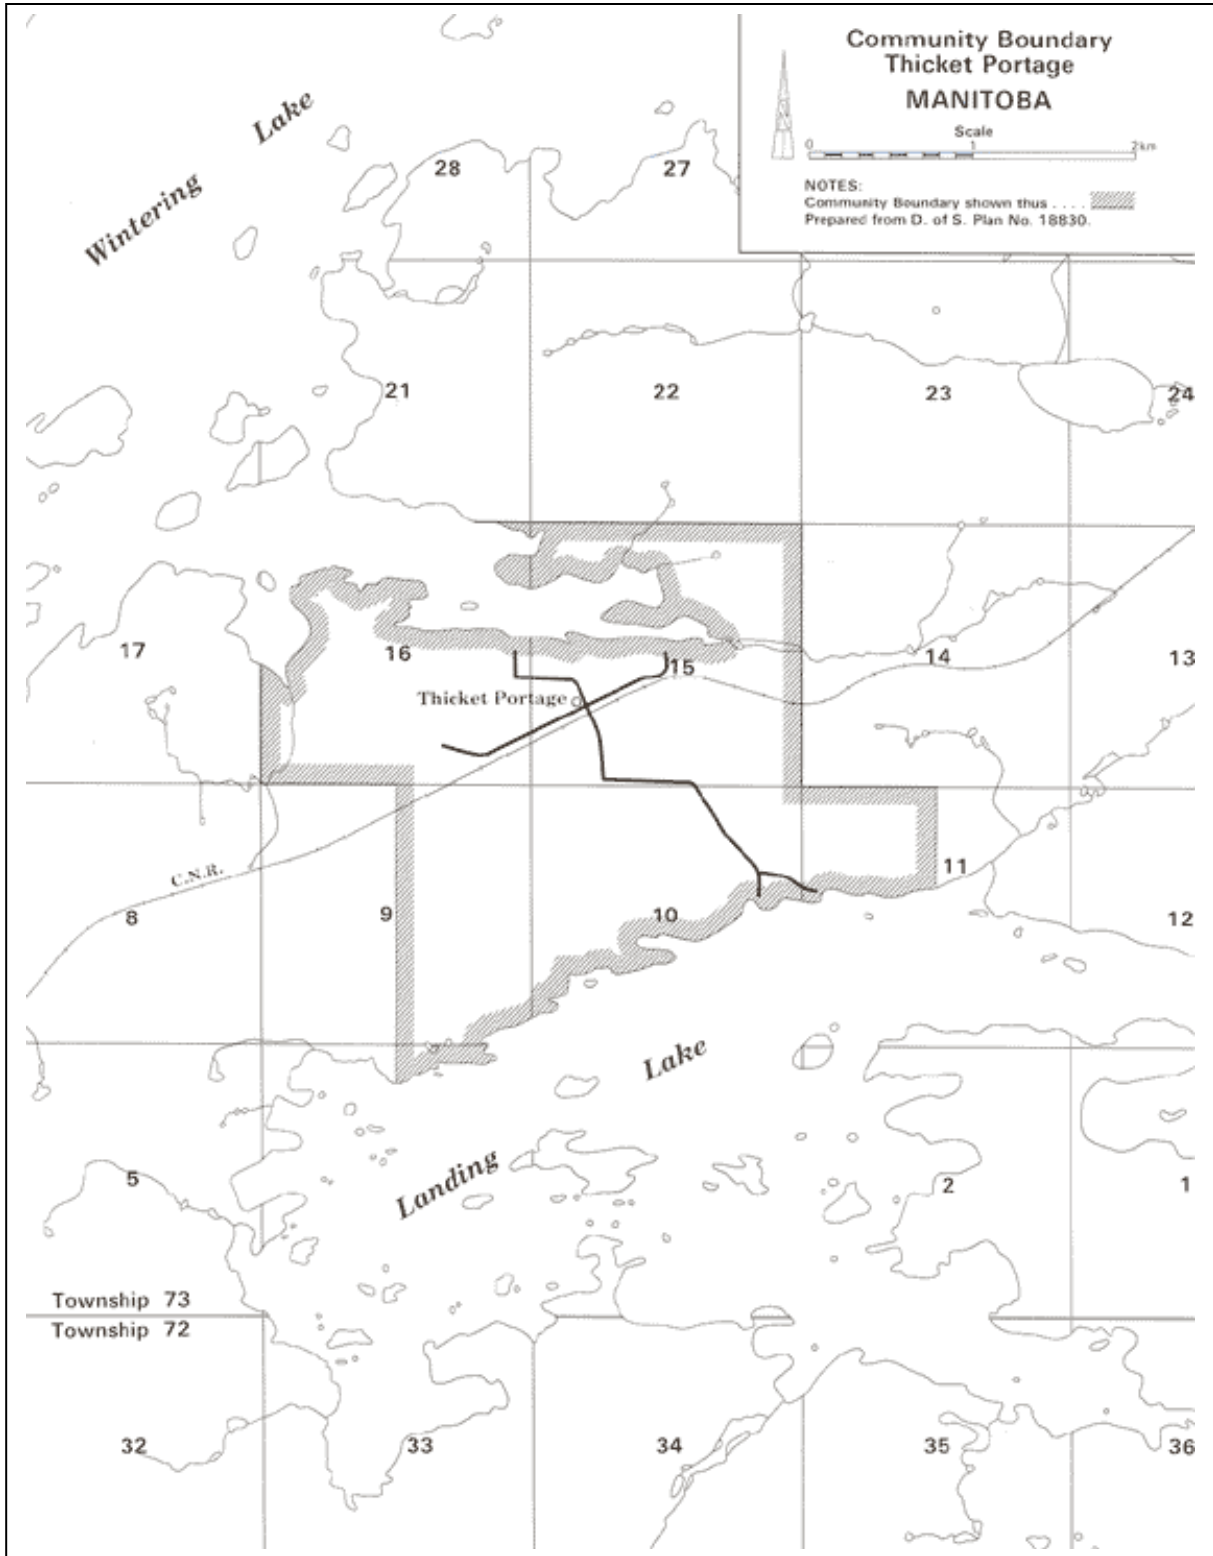 Community Boundary
Thicket Portage
MANITOBA
Scale
0 1 2 km
NOTES:
Community Boundary shown thus . . . .
Prepared from D. of S. Plan No. 18830.
Wintering Lake
28 27
21 22 23 24
17 16 15 14 13
Thicket Portage
C.N.R.
8 9 10 11 12
Landing Lake
5 2 1
Township 73
Township 72
32 33 34 35 36